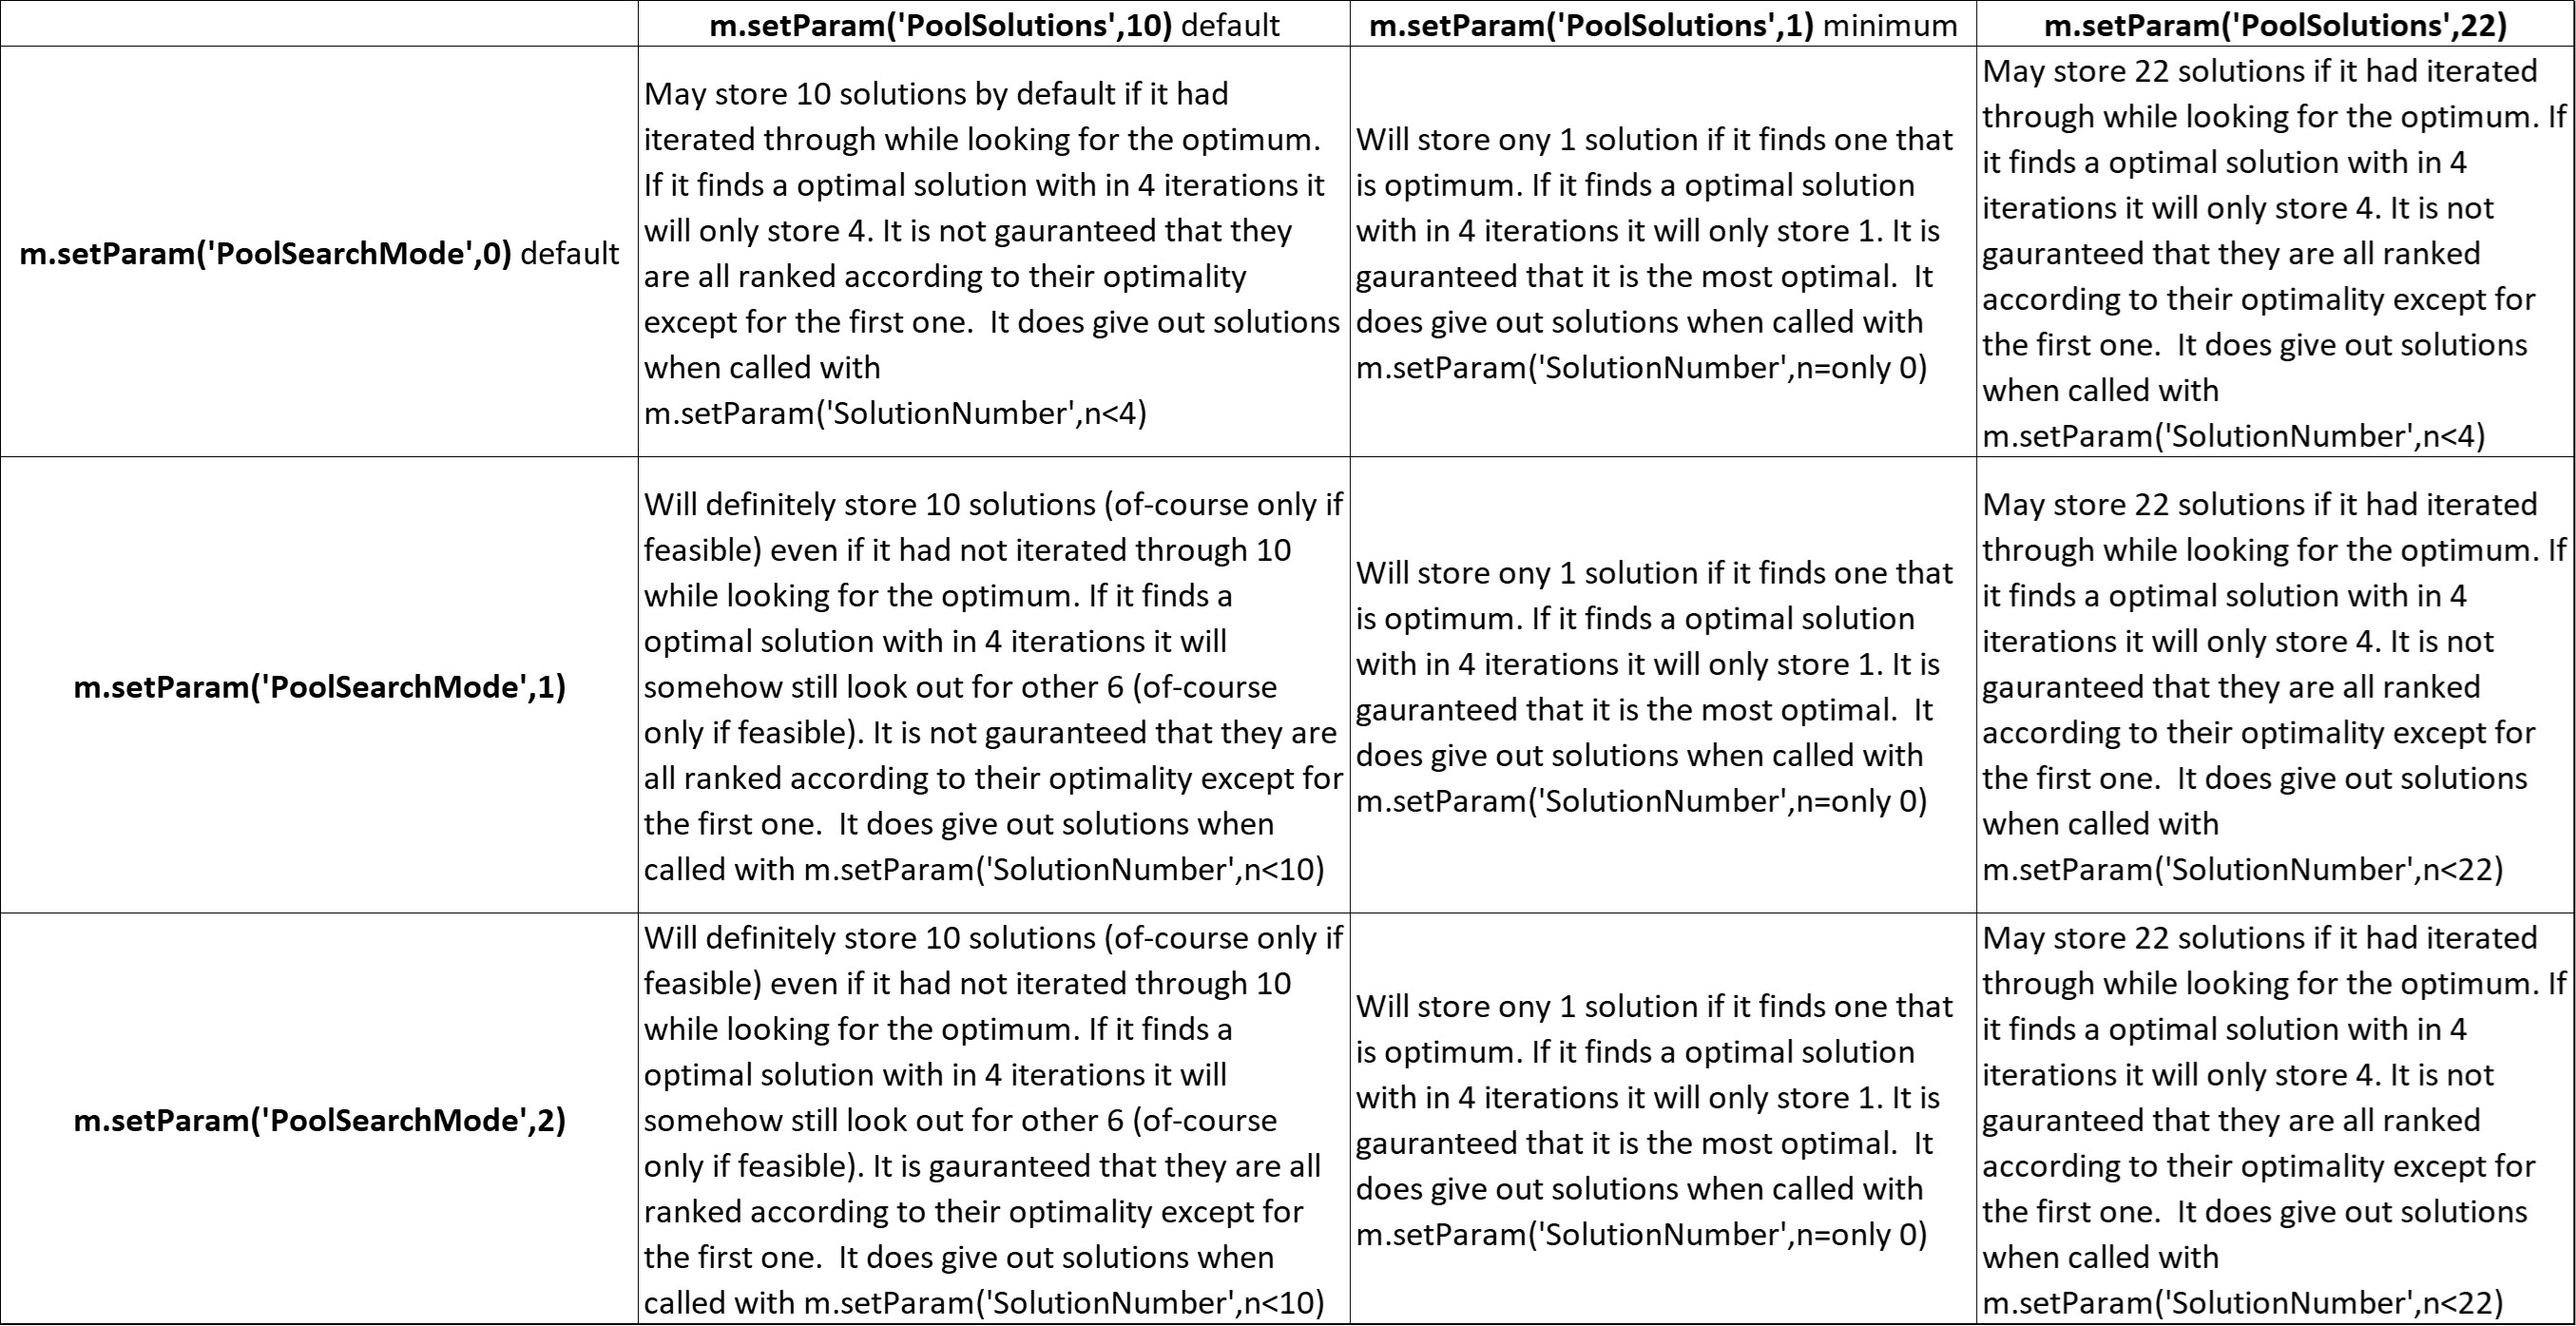 m.setParam('PoolSolutions',10) default
m.setParam('PoolSolutions',1) minimum
m.setParam('PoolSolutions',22)
m.setParam('PoolSearchMode',0) default
May store 10 solutions by default if it had
iterated through while looking for the optimum.
If it finds a optimal solution with in 4 iterations it
will only store 4. It is not gauranteed that they
are all ranked according to their optimality
except for the first one.  It does give out solutions
when called with
m.setParam('SolutionNumber',n<4)
Will store ony 1 solution if it finds one that
is optimum. If it finds a optimal solution
with in 4 iterations it will only store 1. It is
gauranteed that it is the most optimal.  It
does give out solutions when called with
m.setParam('SolutionNumber',n=only 0)
May store 22 solutions if it had iterated
through while looking for the optimum. If
it finds a optimal solution with in 4
iterations it will only store 4. It is not
gauranteed that they are all ranked
according to their optimality except for
the first one.  It does give out solutions
when called with
m.setParam('SolutionNumber',n<4)
m.setParam('PoolSearchMode',1)
Will definitely store 10 solutions (of-course only if
feasible) even if it had not iterated through 10
while looking for the optimum. If it finds a
optimal solution with in 4 iterations it will
somehow still look out for other 6 (of-course
only if feasible). It is not gauranteed that they are
all ranked according to their optimality except for
the first one.  It does give out solutions when
called with m.setParam('SolutionNumber',n<10)
Will store ony 1 solution if it finds one that
is optimum. If it finds a optimal solution
with in 4 iterations it will only store 1. It is
gauranteed that it is the most optimal.  It
does give out solutions when called with
m.setParam('SolutionNumber',n=only 0)
May store 22 solutions if it had iterated
through while looking for the optimum. If
it finds a optimal solution with in 4
iterations it will only store 4. It is not
gauranteed that they are all ranked
according to their optimality except for
the first one.  It does give out solutions
when called with
m.setParam('SolutionNumber',n<22)
m.setParam('PoolSearchMode',2)
Will definitely store 10 solutions (of-course only if
feasible) even if it had not iterated through 10
while looking for the optimum. If it finds a
optimal solution with in 4 iterations it will
somehow still look out for other 6 (of-course
only if feasible). It is gauranteed that they are all
ranked according to their optimality except for
the first one.  It does give out solutions when
called with m.setParam('SolutionNumber',n<10)
Will store ony 1 solution if it finds one that
is optimum. If it finds a optimal solution
with in 4 iterations it will only store 1. It is
gauranteed that it is the most optimal.  It
does give out solutions when called with
m.setParam('SolutionNumber',n=only 0)
May store 22 solutions if it had iterated
through while looking for the optimum. If
it finds a optimal solution with in 4
iterations it will only store 4. It is not
gauranteed that they are all ranked
according to their optimality except for
the first one.  It does give out solutions
when called with
m.setParam('SolutionNumber',n<22)